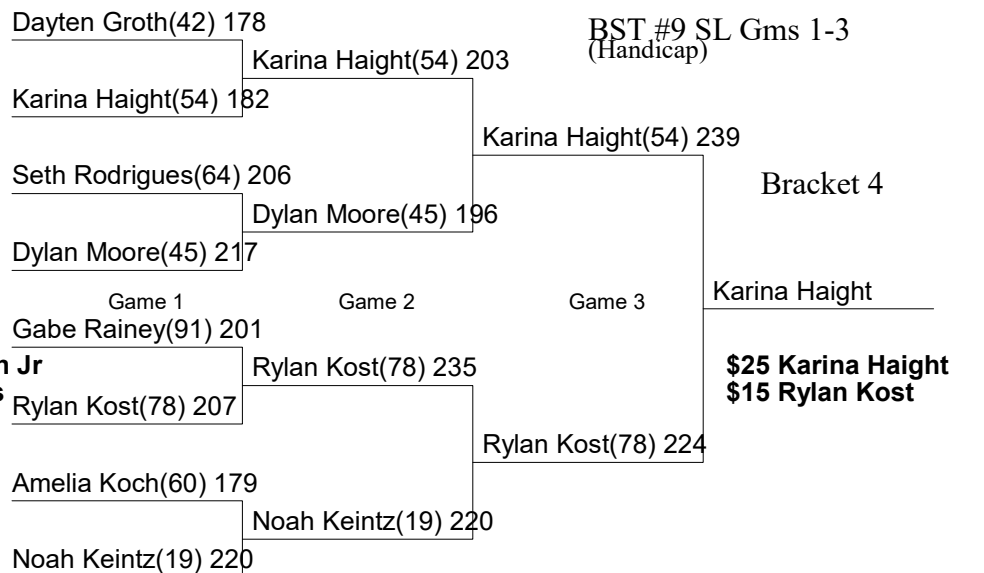 Dayten Groth(42) 178
BST #9 SL Gms 1-3
(Handicap)
Karina Haight(54) 203
Karina Haight(54) 182
Karina Haight(54) 239
Seth Rodrigues(64) 206
Bracket 4
Dylan Moore(45) 196
Dylan Moore(45) 217
Game 1
Game 2
Game 3
Karina Haight
Gabe Rainey(91) 201
n Jr
Rylan Kost(78) 235
$25 Karina Haight
s
Rylan Kost(78) 207
$15 Rylan Kost
Rylan Kost(78) 224
Amelia Koch(60) 179
Noah Keintz(19) 220
Noah Keintz(19) 220